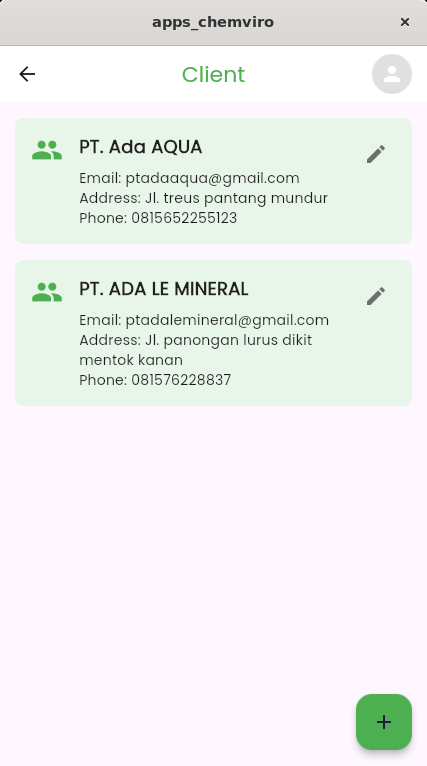 apps_chemviro
×
Client
PT. Ada AQUA
Email: ptadaaqua@gmail.com
Address: Jl. treus pantang mundur
Phone: 0815652255123
PT. ADA LE MINERAL
Email: ptadalemineral@gmail.com
Address: Jl. panongan lurus dikit
mentok kanan
Phone: 081576228837
+